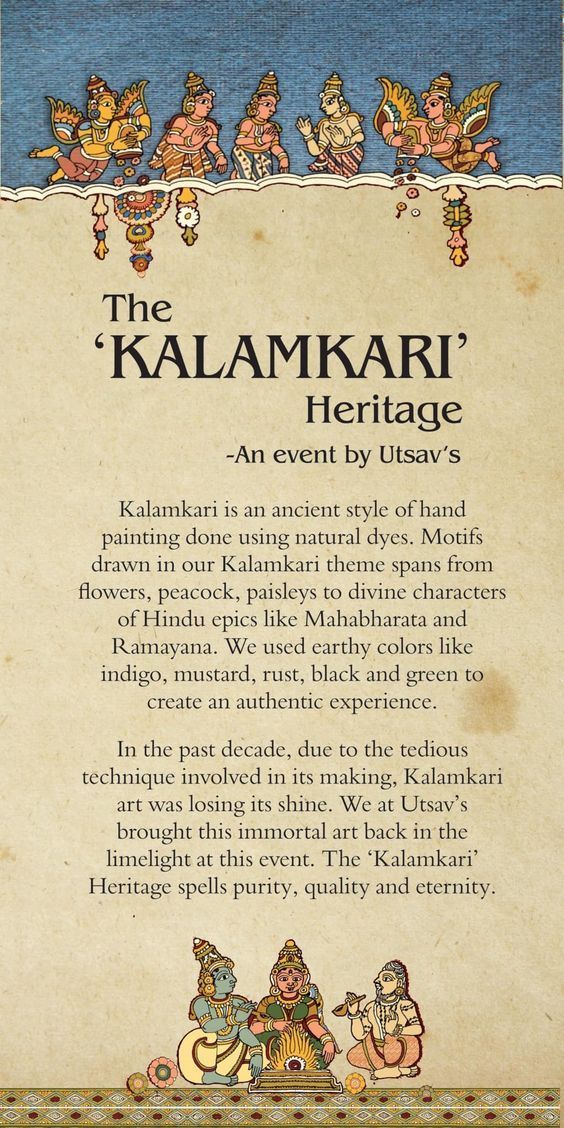 The
‘KALAMKARI’
Heritage
-An event by Utsav’s
Kalamkari is an ancient style of hand
painting done using natural dyes. Motifs
drawn in our Kalamkari theme spans from
flowers, peacock, paisleys to divine characters
of Hindu epics like Mahabharata and
Ramayana. We used earthy colors like
indigo, mustard, rust, black and green to
create an authentic experience.
In the past decade, due to the tedious
technique involved in its making, Kalamkari
art was losing its shine. We at Utsav’s
brought this immortal art back in the
limelight at this event. The ‘Kalamkari’
Heritage spells purity, quality and eternity.